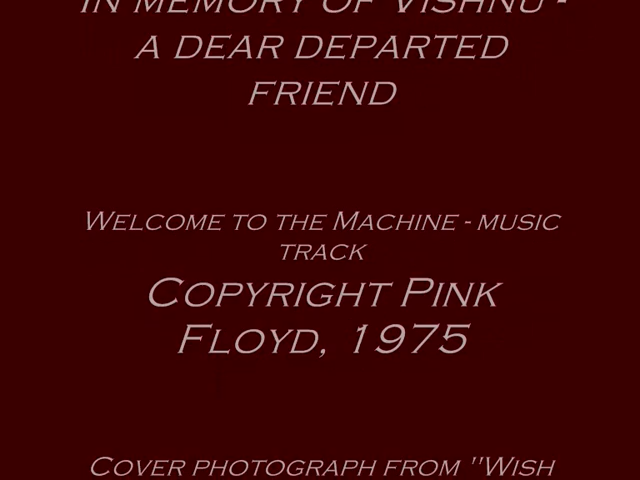 IN MEMORY OF VISHNU -
A DEAR DEPARTED
FRIEND
WELCOME TO THE MACHINE - MUSIC
TRACK
COPYRIGHT PINK
FLOYD, 1975
COVER PHOTOGRAPH FROM "WISH